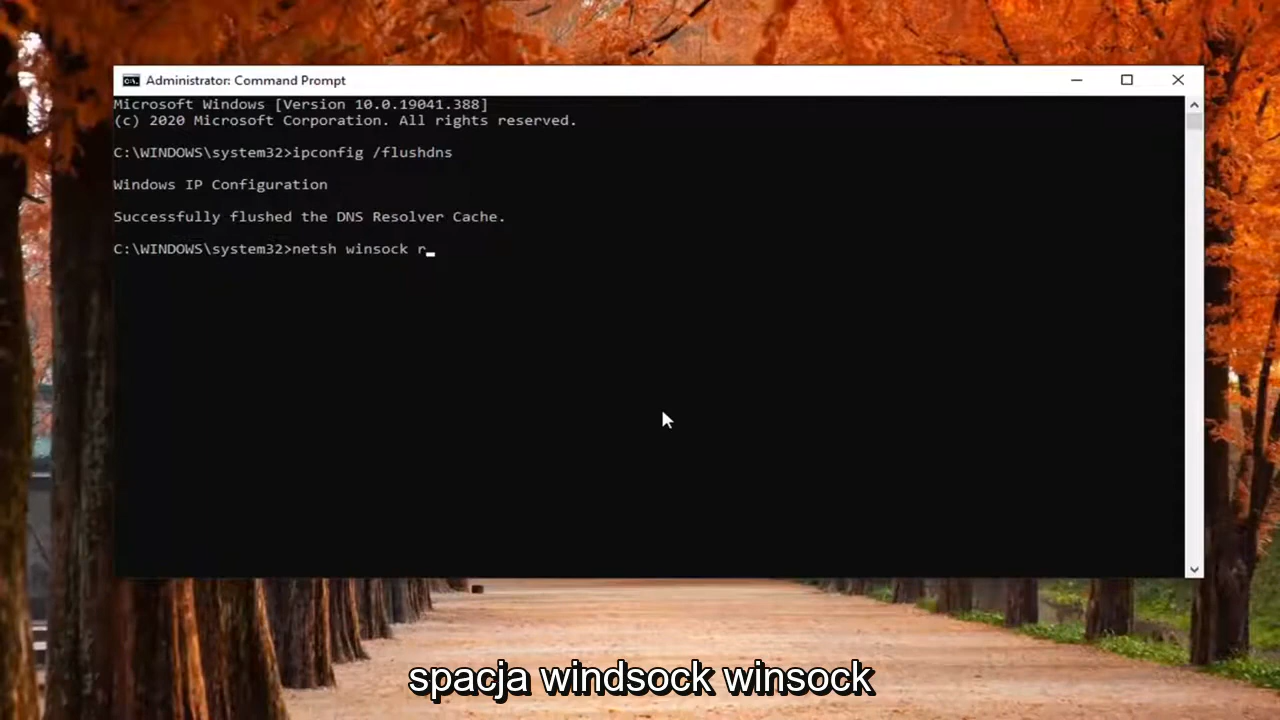 Administrator: Command Prompt
Microsoft Windows [Version 10.0.19041.388]
(c) 2020 Microsoft Corporation. All rights reserved.
C:\WINDOWS\system32>ipconfig /flushdns
Windows IP Configuration
Successfully flushed the DNS Resolver Cache.
C:\WINDOWS\system32>netsh winsock r_
spacja windsock winsock